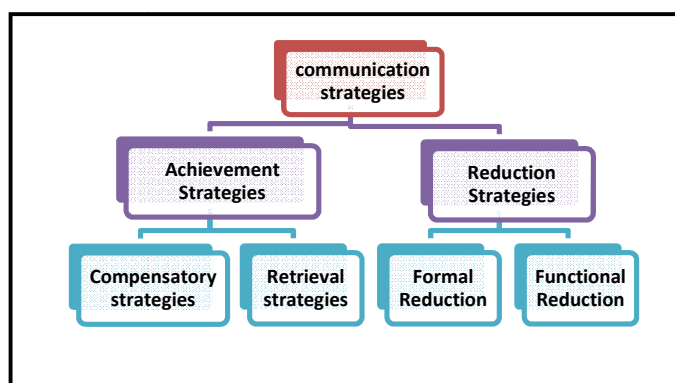 communication
strategies
Achievement
Strategies
Reduction
Strategies
Compensatory
strategies
Retrieval
strategies
Formal
Reduction
Functional
Reduction